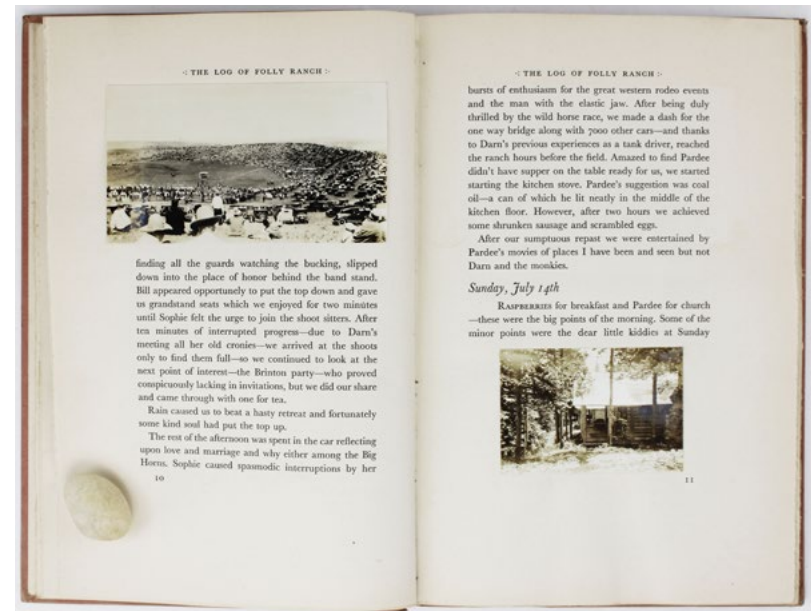 ·: THE LOG OF FOLLY RANCH :·
finding all the guards watching the bucking, slipped
down into the place of honor behind the band stand.
Bill appeared opportunely to put the top down and gave
us grandstand seats which we enjoyed for two minutes
until Sophie felt the urge to join the shoot sitters. After
ten minutes of interrupted progress—due to Darn's
meeting all her old cronies—we arrived at the shoots
only to find them full—so we continued to look at the
next point of interest—the Brinton party—who proved
conspicuously lacking in invitations, but we did our share
and came through with one for tea.
Rain caused us to beat a hasty retreat and fortunately
some kind soul had put the top up.
The rest of the afternoon was spent in the car reflecting
upon love and marriage and why either among the Big
Horns. Sophie caused spasmodic interruptions by her
10
·: THE LOG OF FOLLY RANCH :·
bursts of enthusiasm for the great western rodeo events
and the man with the elastic jaw. After being duly
thrilled by the wild horse race, we made a dash for the
one way bridge along with 7000 other cars—and thanks
to Darn's previous experiences as a tank driver, reached
the ranch hours before the field. Amazed to find Pardee
didn't have supper on the table ready for us, we started
starting the kitchen stove. Pardee's suggestion was coal
oil—a can of which he lit neatly in the middle of the
kitchen floor. However, after two hours we achieved
some shrunken sausage and scrambled eggs.
After our sumptuous repast we were entertained by
Pardee's movies of places I have been and seen but not
Darn and the monkies.
Sunday, July 14th
RASPBERRIES for breakfast and Pardee for church
—these were the big points of the morning. Some of the
minor points were the dear little kiddies at Sunday
11